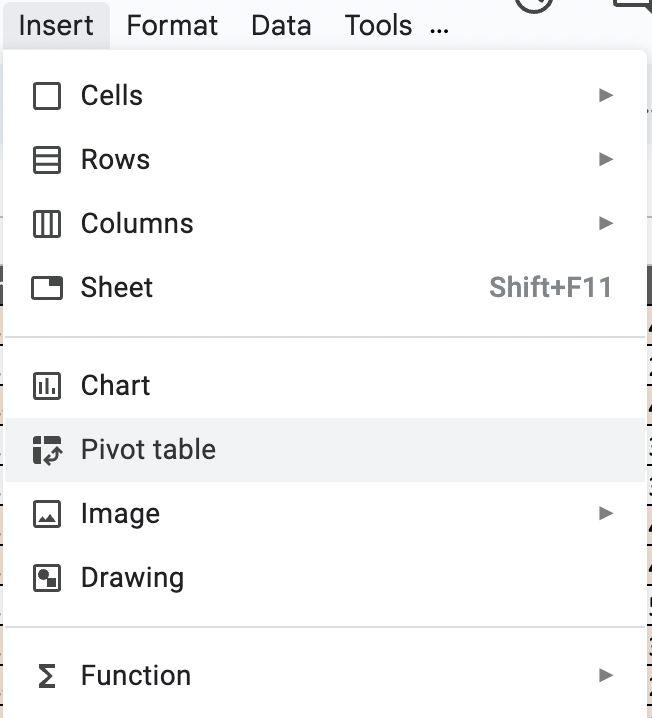 Insert Format Data Tools ...
Cells
Rows
Columns
Sheet Shift+F11
Chart
Pivot table
Image
Drawing
Function